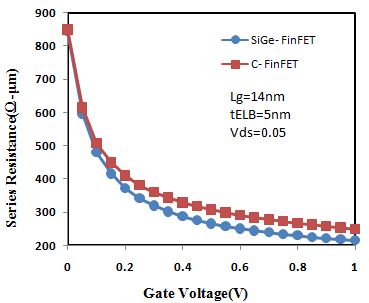 900
800
700
600
500
400
300
200
Series Resistance(Ω-μm)
SiGe- FinFET
C- FinFET
Lg=14nm
tELB=5nm
Vds=0.05
0 0.2 0.4 0.6 0.8 1
Gate Voltage(V)